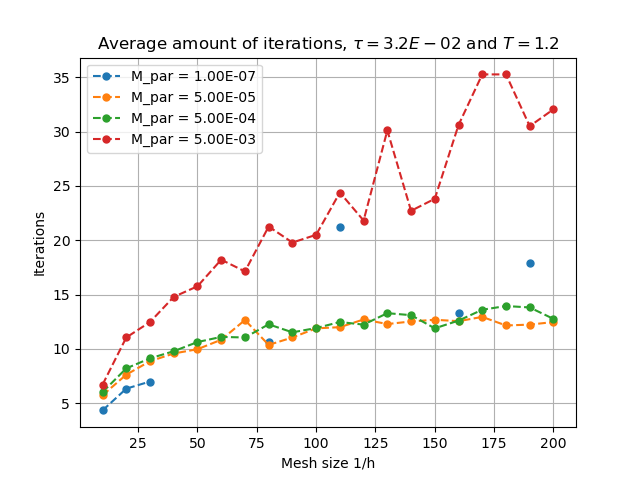 Average amount of iterations, τ = 3.2E − 02 and T = 1.2
M_par = 1.00E-07
M_par = 5.00E-05
M_par = 5.00E-04
M_par = 5.00E-03
Iterations
35
30
25
20
15
10
5
25 50 75 100 125 150 175 200
Mesh size 1/h